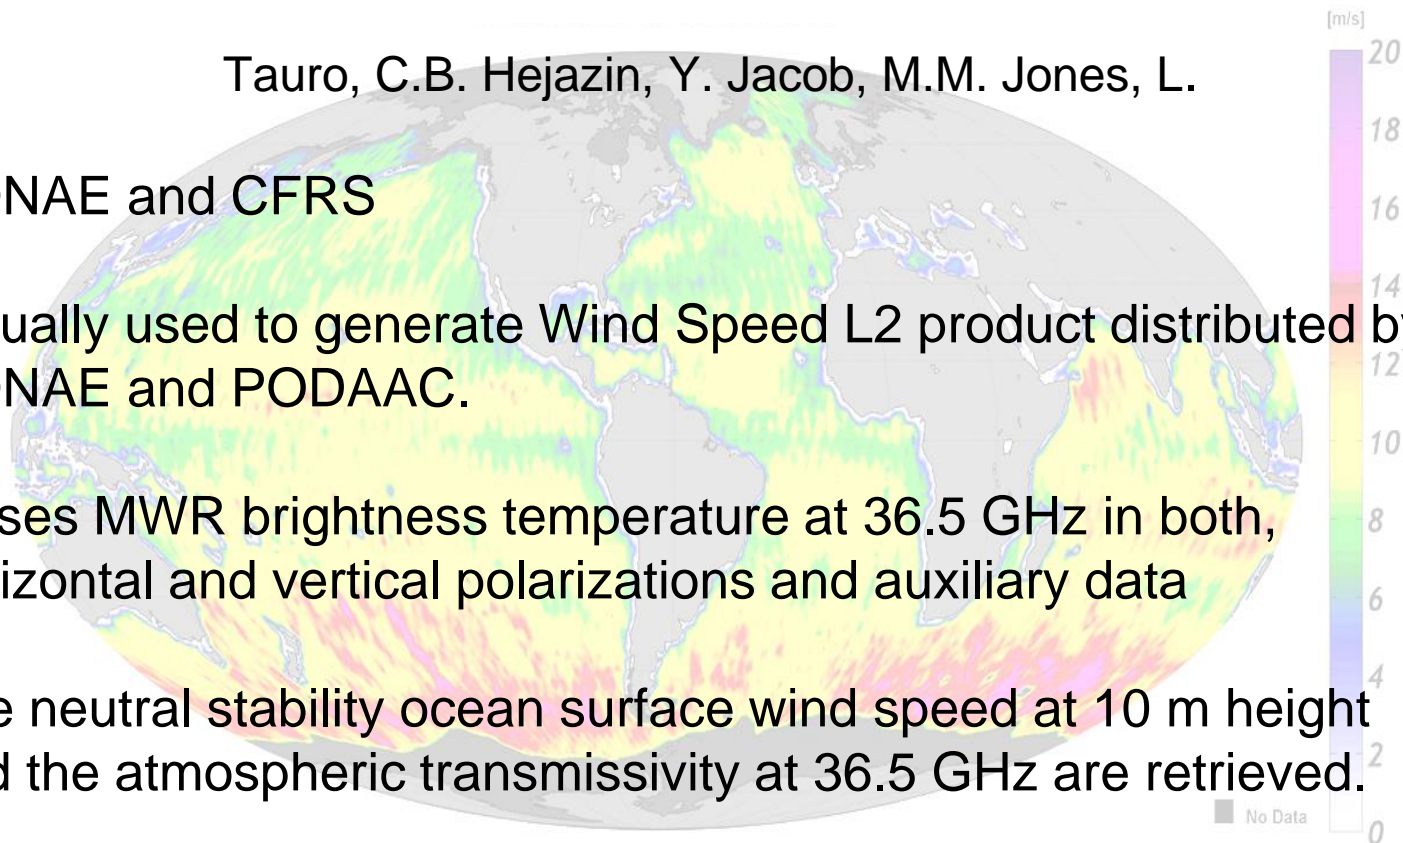 [m/s]
20
Tauro, C.B. Hejazin, Y. Jacob, M.M. Jones, L.
18
NAE and CFRS
16
14
ually used to generate Wind Speed L2 product distributed by
12
NAE and PODAAC.
10
ses MWR brightness temperature at 36.5 GHz in both,
8
izontal and vertical polarizations and auxiliary data
6
4
e neutral stability ocean surface wind speed at 10 m height
2
d the atmospheric transmissivity at 36.5 GHz are retrieved.
No Data
0